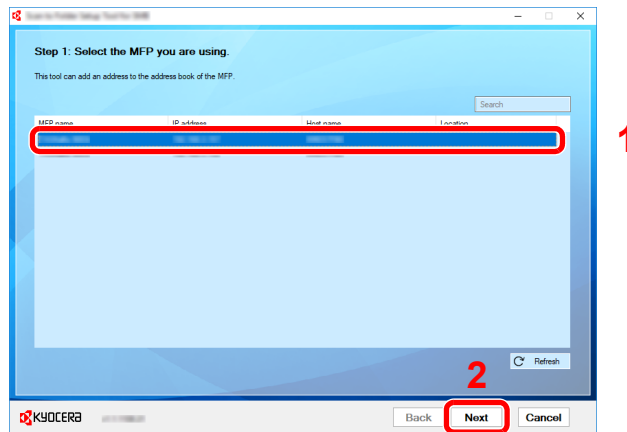 Step 1: Select the MFP you are using.
This tool can add an address to the address book of the MFP.
Search
MFP name IP address Host name Location
1
Refresh
2
KYOCERA
Back Next Cancel